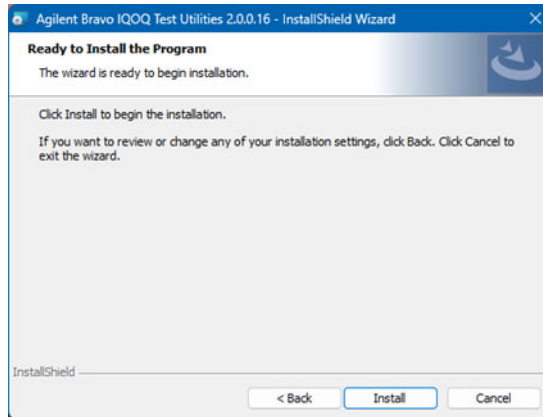 Agilent Bravo IQOQ Test Utilities 2.0.0.16 - InstallShield Wizard
Ready to Install the Program
The wizard is ready to begin installation.
Click Install to begin the installation.
If you want to review or change any of your installation settings, click Back. Click Cancel to
exit the wizard.
InstallShield
< Back
Install
Cancel